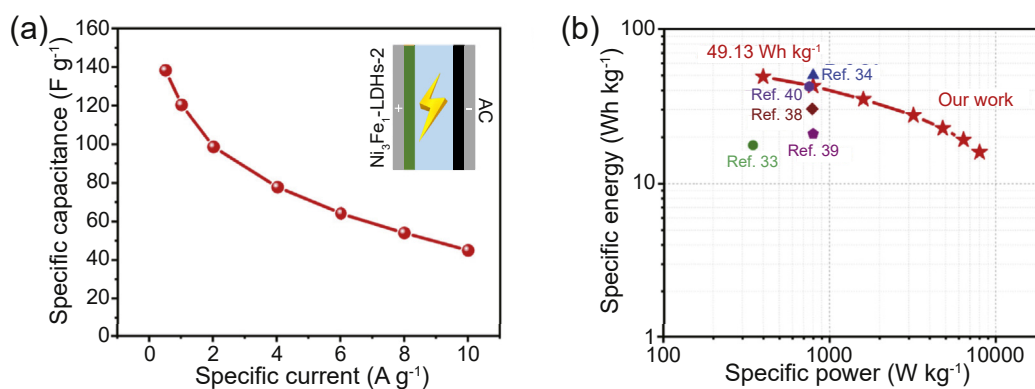 (a)
160
140
120
100
80
60
40
20
0
Specific capacitance (F g⁻¹)
0 2 4 6 8 10
Specific current (A g⁻¹)
Ni₃Fe₁-LDHs-2
+
-
AC
(b)
100
10
1
Specific energy (Wh kg⁻¹)
49.13 Wh kg⁻¹
Ref. 34
Ref. 40
Ref. 38
Ref. 39
Ref. 33
Our work
100 1000 10000
Specific power (W kg⁻¹)